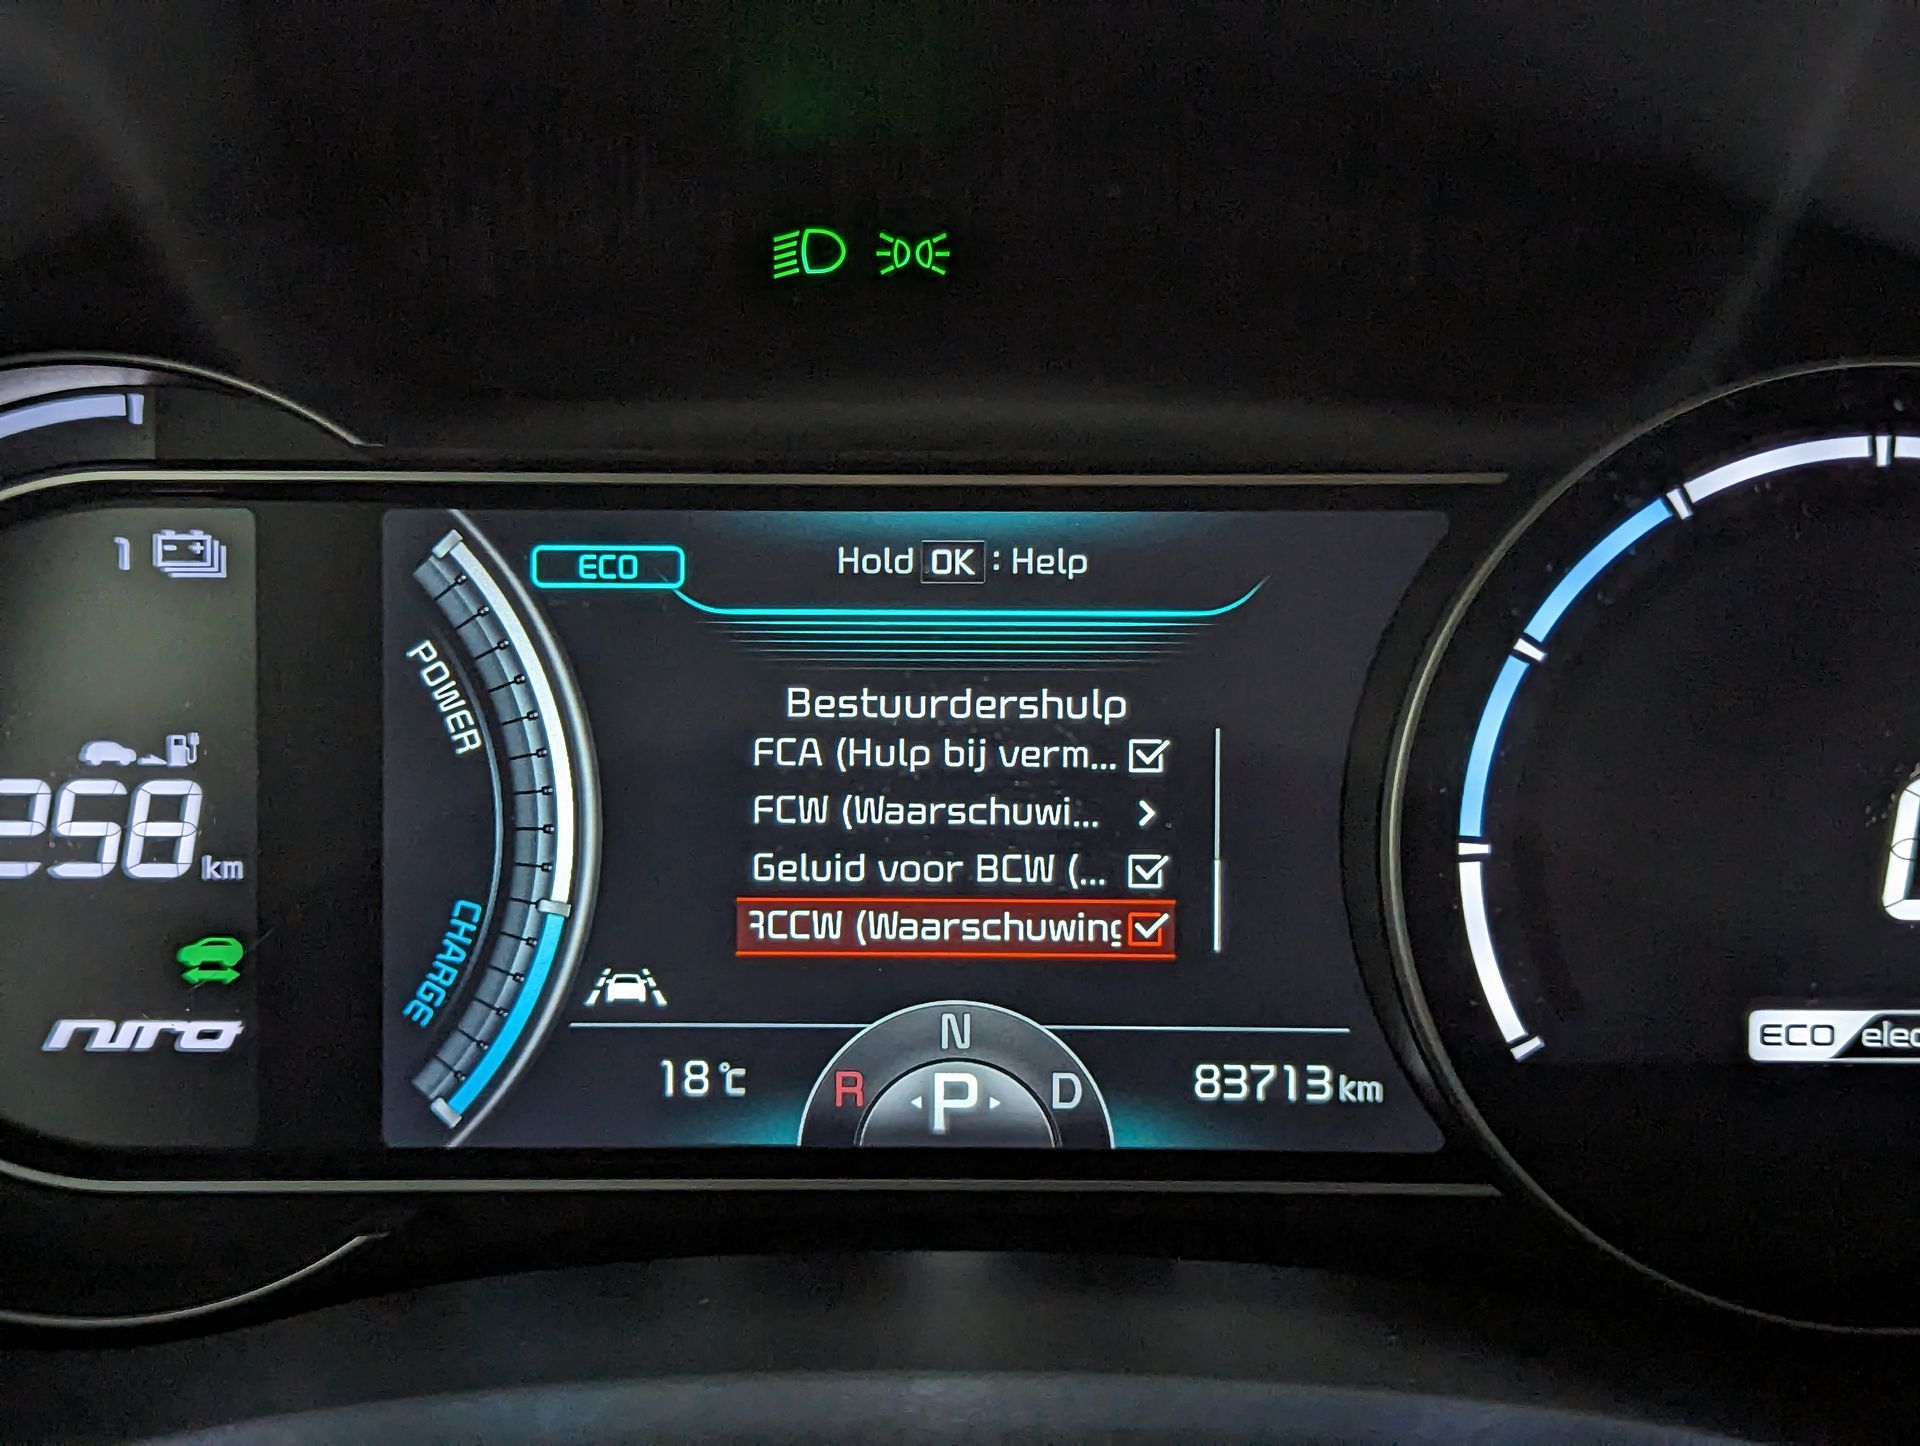 ECO
Hold OK : Help
1
POWER
Bestuurdershulp
FCA (Hulp bij verm...
FCW (Waarschuwi...
258 km
Geluid voor BCW (...
RCCW (Waarschuwing
CHARGE
niro
N
ECO elec
18 °C
R P D
83713 km